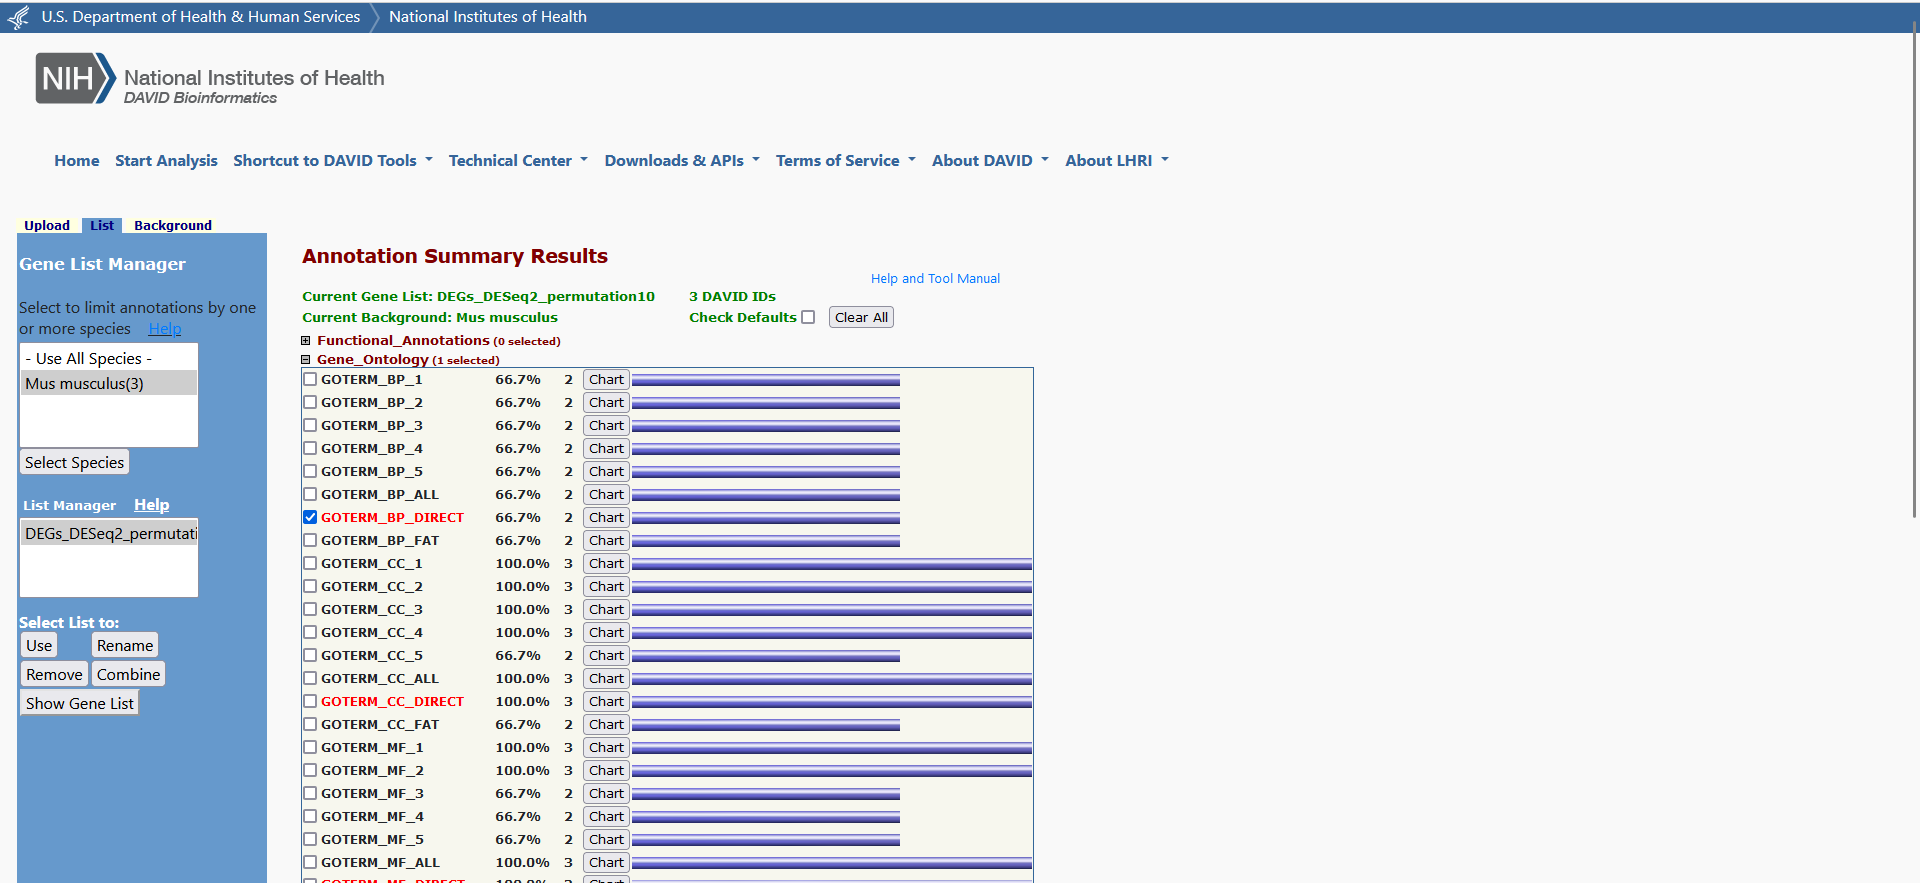 U.S. Department of Health & Human Services National Institutes of Health
NIH National Institutes of Health
DAVID Bioinformatics
Home Start Analysis Shortcut to DAVID Tools Technical Center Downloads & APIs Terms of Service About DAVID About LHRI
Upload List Background
Gene List Manager
Select to limit annotations by one
or more species Help
- Use All Species -
Mus musculus(3)
Select Species
List Manager Help
DEGs_DESeq2_permutati
Select List to:
Use Rename
Remove Combine
Show Gene List
Annotation Summary Results
Help and Tool Manual
Current Gene List: DEGs_DESeq2_permutation10 3 DAVID IDs
Current Background: Mus musculus Check Defaults Clear All
Functional_Annotations (0 selected)
Gene_Ontology (1 selected)
GOTERM_BP_1 66.7% 2 Chart
GOTERM_BP_2 66.7% 2 Chart
GOTERM_BP_3 66.7% 2 Chart
GOTERM_BP_4 66.7% 2 Chart
GOTERM_BP_5 66.7% 2 Chart
GOTERM_BP_ALL 66.7% 2 Chart
GOTERM_BP_DIRECT 66.7% 2 Chart
GOTERM_BP_FAT 66.7% 2 Chart
GOTERM_CC_1 100.0% 3 Chart
GOTERM_CC_2 100.0% 3 Chart
GOTERM_CC_3 100.0% 3 Chart
GOTERM_CC_4 100.0% 3 Chart
GOTERM_CC_5 66.7% 2 Chart
GOTERM_CC_ALL 100.0% 3 Chart
GOTERM_CC_DIRECT 100.0% 3 Chart
GOTERM_CC_FAT 66.7% 2 Chart
GOTERM_MF_1 100.0% 3 Chart
GOTERM_MF_2 100.0% 3 Chart
GOTERM_MF_3 66.7% 2 Chart
GOTERM_MF_4 66.7% 2 Chart
GOTERM_MF_5 66.7% 2 Chart
GOTERM_MF_ALL 100.0% 3 Chart
GOTERM_MF_DIRECT 100.0% 3 Chart